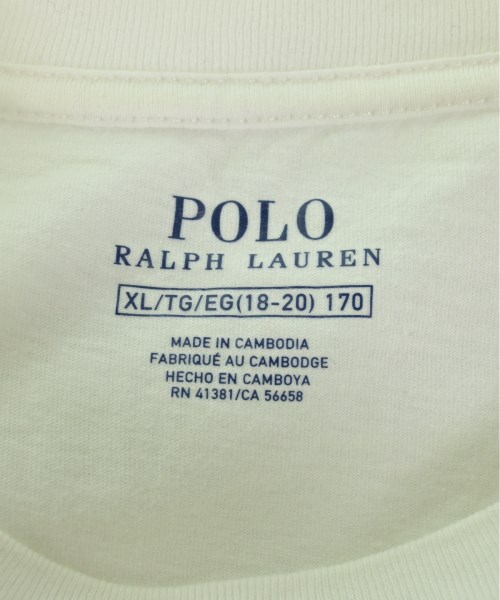 POLO
RALPH LAUREN
XL/TG/EG(18-20) 170
MADE IN CAMBODIA
FABRIQUÉ AU CAMBODGE
HECHO EN CAMBOYA
RN 41381/CA 56658